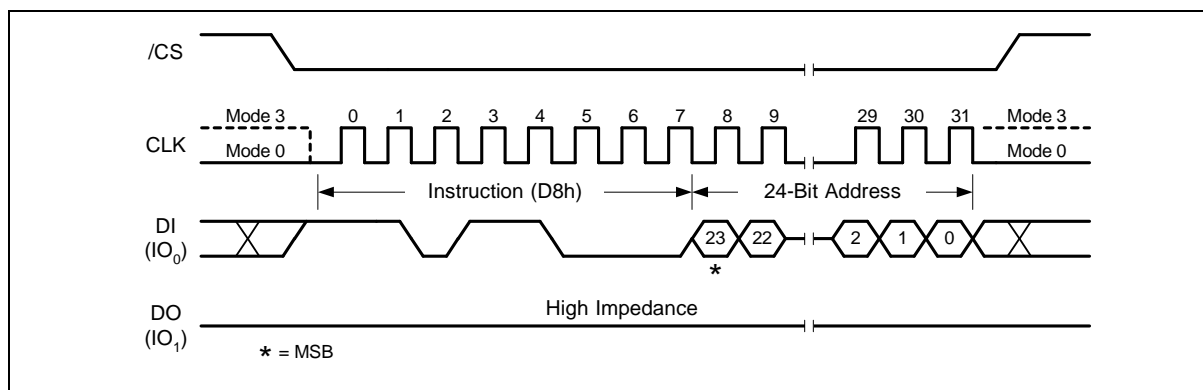 /CS
Mode 3 0 1 2 3 4 5 6 7 8 9 29 30 31 Mode 3
CLK
Mode 0 Mode 0
Instruction (D8h) 24-Bit Address
DI
(IO0) 23 22 2 1 0
*
High Impedance
DO
(IO1)
* = MSB